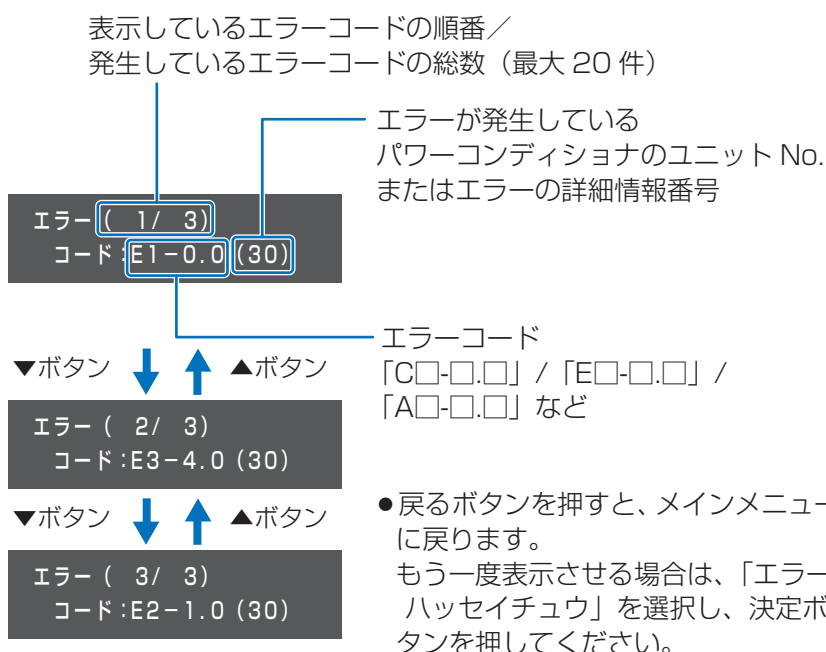 表示しているエラーコードの順番／
発生しているエラーコードの総数（最大 20 件）
エラーが発生している
パワーコンディショナのユニット No.
またはエラーの詳細情報番号
エラー(　1/　3)
コード:E1−0.0(30)
エラーコード
「C□-□.□」/「E□-□.□」/
「A□-□.□」など
▼ボタン ▲ボタン
エラー(　2/　3)
コード:E3−4.0(30)
▼ボタン ▲ボタン
エラー(　3/　3)
コード:E2−1.0(30)
●戻るボタンを押すと、メインメニュー
に戻ります。
もう一度表示させる場合は、「エラー
ハッセイチュウ」を選択し、決定ボ
タンを押してください。